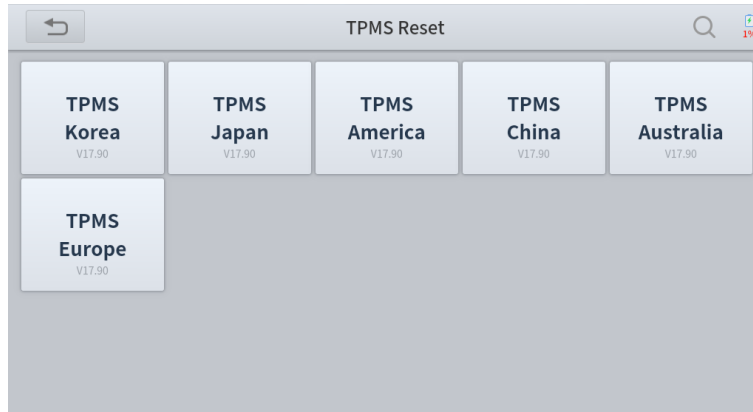 TPMS Reset
1%
TPMS
Korea
V17.90
TPMS
Japan
V17.90
TPMS
America
V17.90
TPMS
China
V17.90
TPMS
Australia
V17.90
TPMS
Europe
V17.90